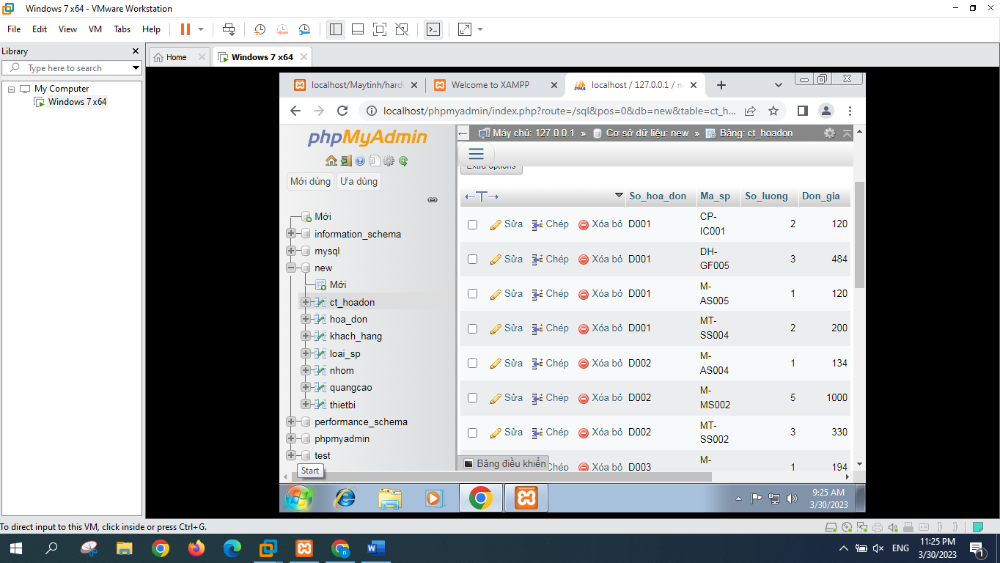 Windows 7 x64 - VMware Workstation
File Edit View VM Tabs Help
Library
Type here to search
My Computer
Windows 7 x64
Home
Windows 7 x64
localhost/Maytinh/hard
Welcome to XAMPP
localhost / 127.0.0.1 / n
localhost/phpmyadmin/index.php?route=/sql&pos=0&db=new&table=ct_h...
phpMyAdmin
Mới dùng Ưa dùng
Mới
information_schema
mysql
new
Mới
ct_hoadon
hoa_don
khach_hang
loai_sp
nhom
quangcao
thietbi
performance_schema
phpmyadmin
test
Start
Máy chủ: 127.0.0.1 » Cơ sở dữ liệu: new » Bảng: ct_hoadon
Extra options
So_hoa_don Ma_sp So_luong Don_gia
Sửa Chép Xóa bỏ D001 CP-IC001 2 120
Sửa Chép Xóa bỏ D001 DH-GF005 3 484
Sửa Chép Xóa bỏ D001 M-AS005 1 120
Sửa Chép Xóa bỏ D001 MT-SS004 2 200
Sửa Chép Xóa bỏ D002 M-AS004 1 134
Sửa Chép Xóa bỏ D002 M-MS002 5 1000
Sửa Chép Xóa bỏ D002 MT-SS002 3 330
Chép Xóa bỏ D003 M- 1 194
Bảng điều khiển
9:25 AM
3/30/2023
To direct input to this VM, click inside or press Ctrl+G.
ENG
11:25 PM
3/30/2023
1